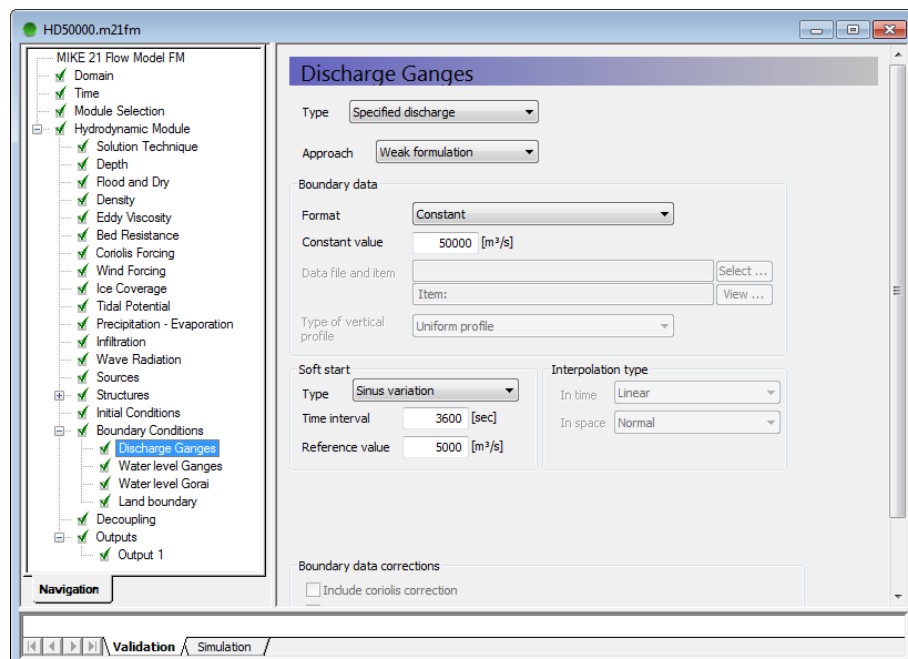 HD50000.m21fm
MIKE 21 Flow Model FM
Domain
Time
Module Selection
Hydrodynamic Module
Solution Technique
Depth
Flood and Dry
Density
Eddy Viscosity
Bed Resistance
Coriolis Forcing
Wind Forcing
Ice Coverage
Tidal Potential
Precipitation - Evaporation
Infiltration
Wave Radiation
Sources
Structures
Initial Conditions
Boundary Conditions
Discharge Ganges
Water level Ganges
Water level Gorai
Land boundary
Decoupling
Outputs
Output 1
Navigation
Discharge Ganges
Type Specified discharge
Approach Weak formulation
Boundary data
Format Constant
Constant value 50000 [m³/s]
Data file and item Select ...
Item: View ...
Type of vertical
profile
Uniform profile
Soft start
Type Sinus variation
Time interval 3600 [sec]
Reference value 5000 [m³/s]
Interpolation type
In time Linear
In space Normal
Boundary data corrections
Include coriolis correction
Validation Simulation